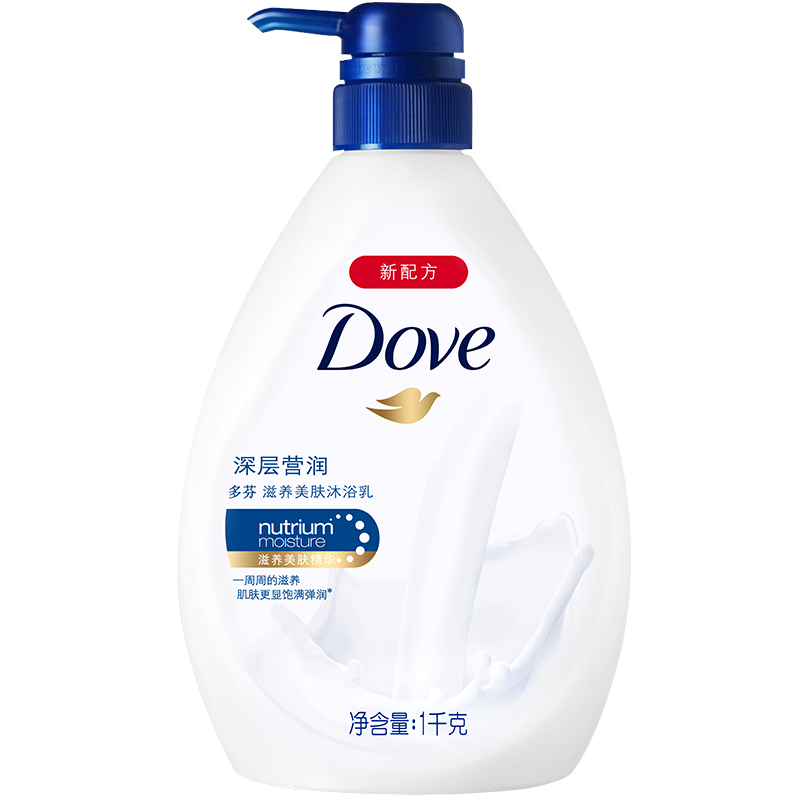 新配方
Dove
深层营润
多芬 滋养美肤沐浴乳
nutrium
moisture
滋养美肤精华
一周周的滋养
肌肤更显饱满弹润*
净含量:1千克